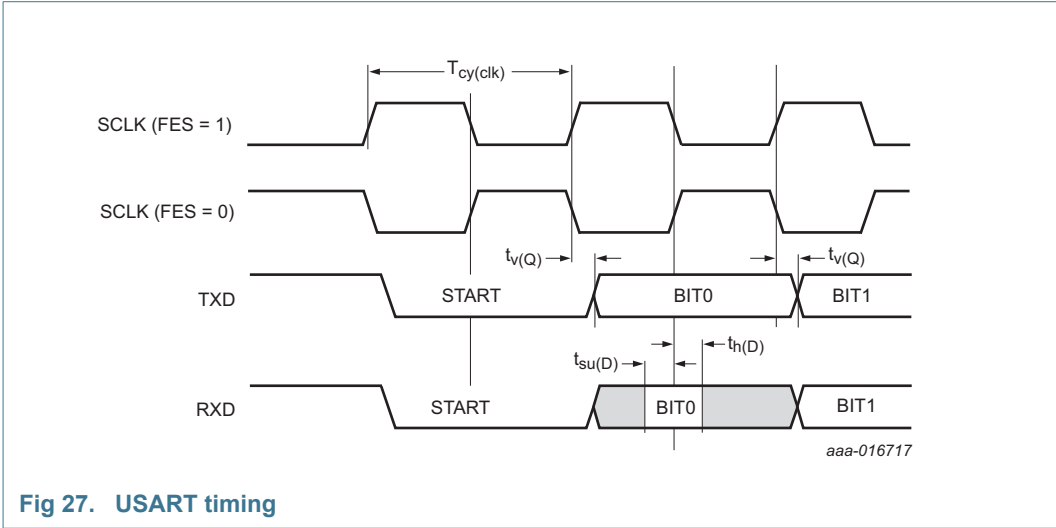 Tcy(clk)
SCLK (FES = 1)
SCLK (FES = 0)
tv(Q) tv(Q)
TXD START BIT0 BIT1
tsu(D) th(D)
RXD START BIT0 BIT1
aaa-016717
Fig 27. USART timing